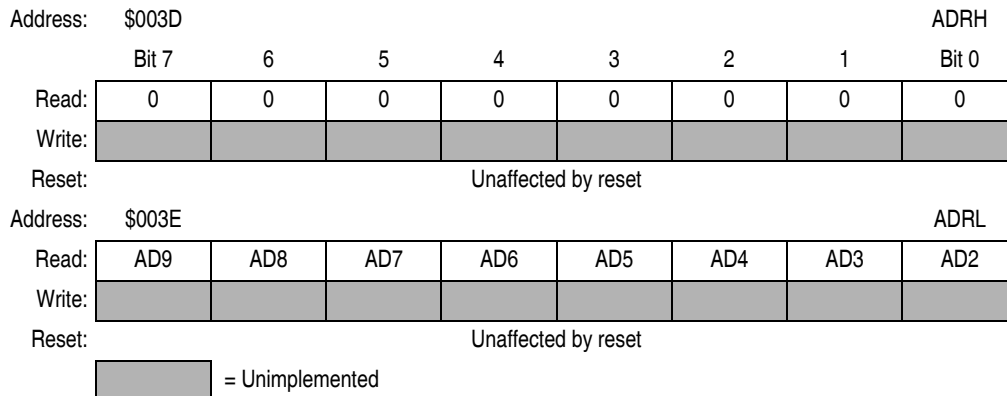 Address: $003D ADRH
Bit 7 6 5 4 3 2 1 Bit 0
Read: 0 0 0 0 0 0 0 0
Write:
Reset: Unaffected by reset
Address: $003E ADRL
Read: AD9 AD8 AD7 AD6 AD5 AD4 AD3 AD2
Write:
Reset: Unaffected by reset
= Unimplemented